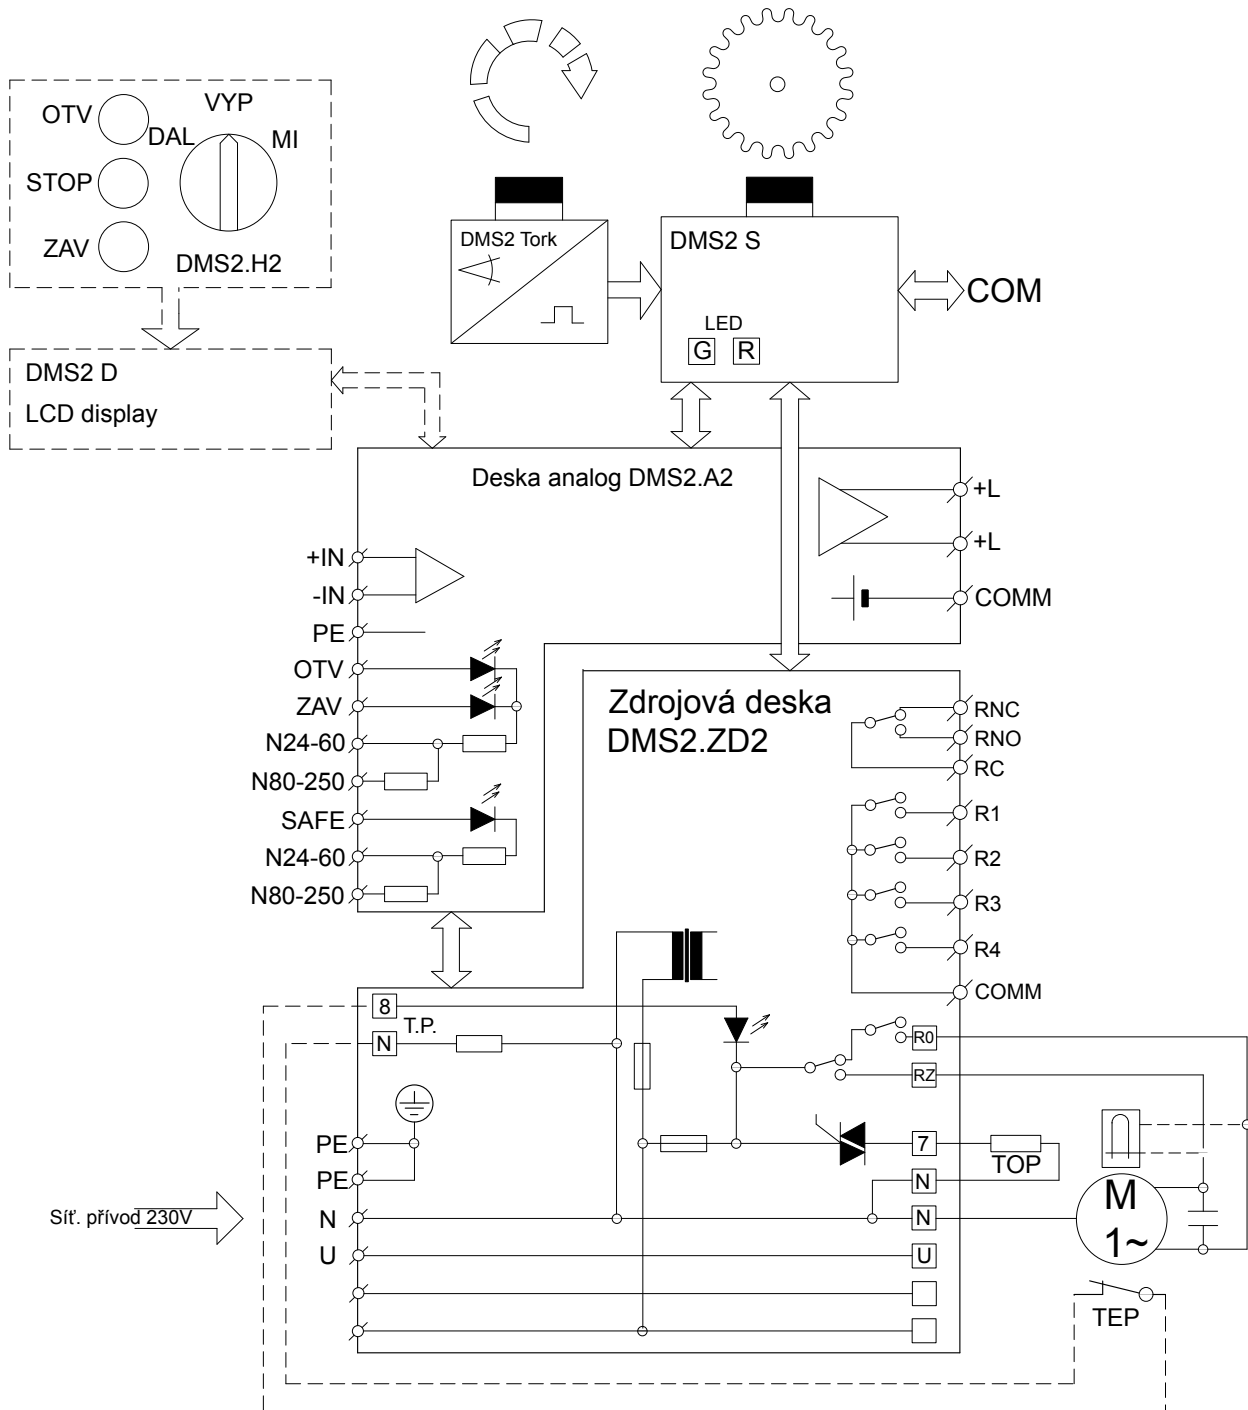 OTV
VYP
DAL
MI
STOP
ZAV
DMS2.H2
DMS2 D
LCD display
DMS2 Tork
DMS2 S
LED
G
R
COM
Deska analog DMS2.A2
+L
+L
COMM
+IN
-IN
PE
OTV
ZAV
N24-60
N80-250
SAFE
N24-60
N80-250
Zdrojová deska
DMS2.ZD2
RNC
RNO
RC
R1
R2
R3
R4
COMM
8
T.P.
N
R0
RZ
PE
PE
N
U
7
TOP
N
N
U
Síť. přívod 230V
M
1~
TEP